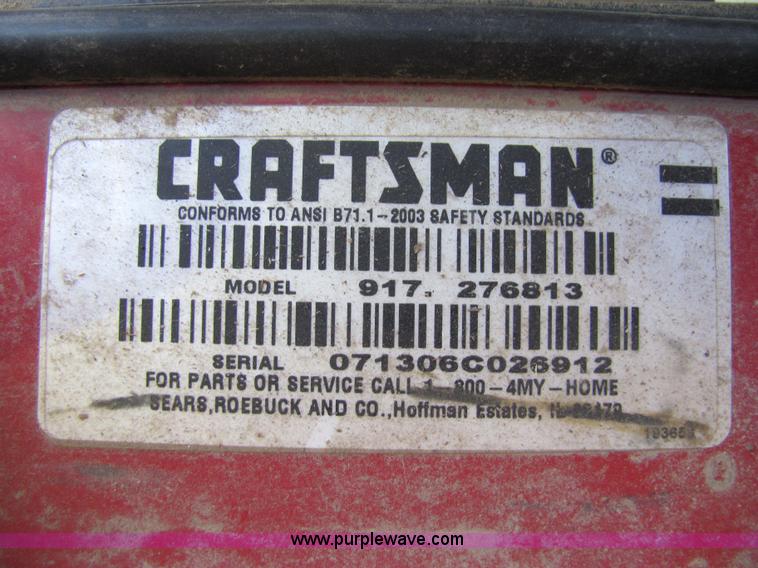 CRAFTSMAN®
CONFORMS TO ANSI B71.1-2003 SAFETY STANDARDS
MODEL 917. 276813
SERIAL 071306C026912
FOR PARTS OR SERVICE CALL 1-800-4MY-HOME
SEARS,ROEBUCK AND CO.,Hoffman Estates, IL
www.purplewave.com